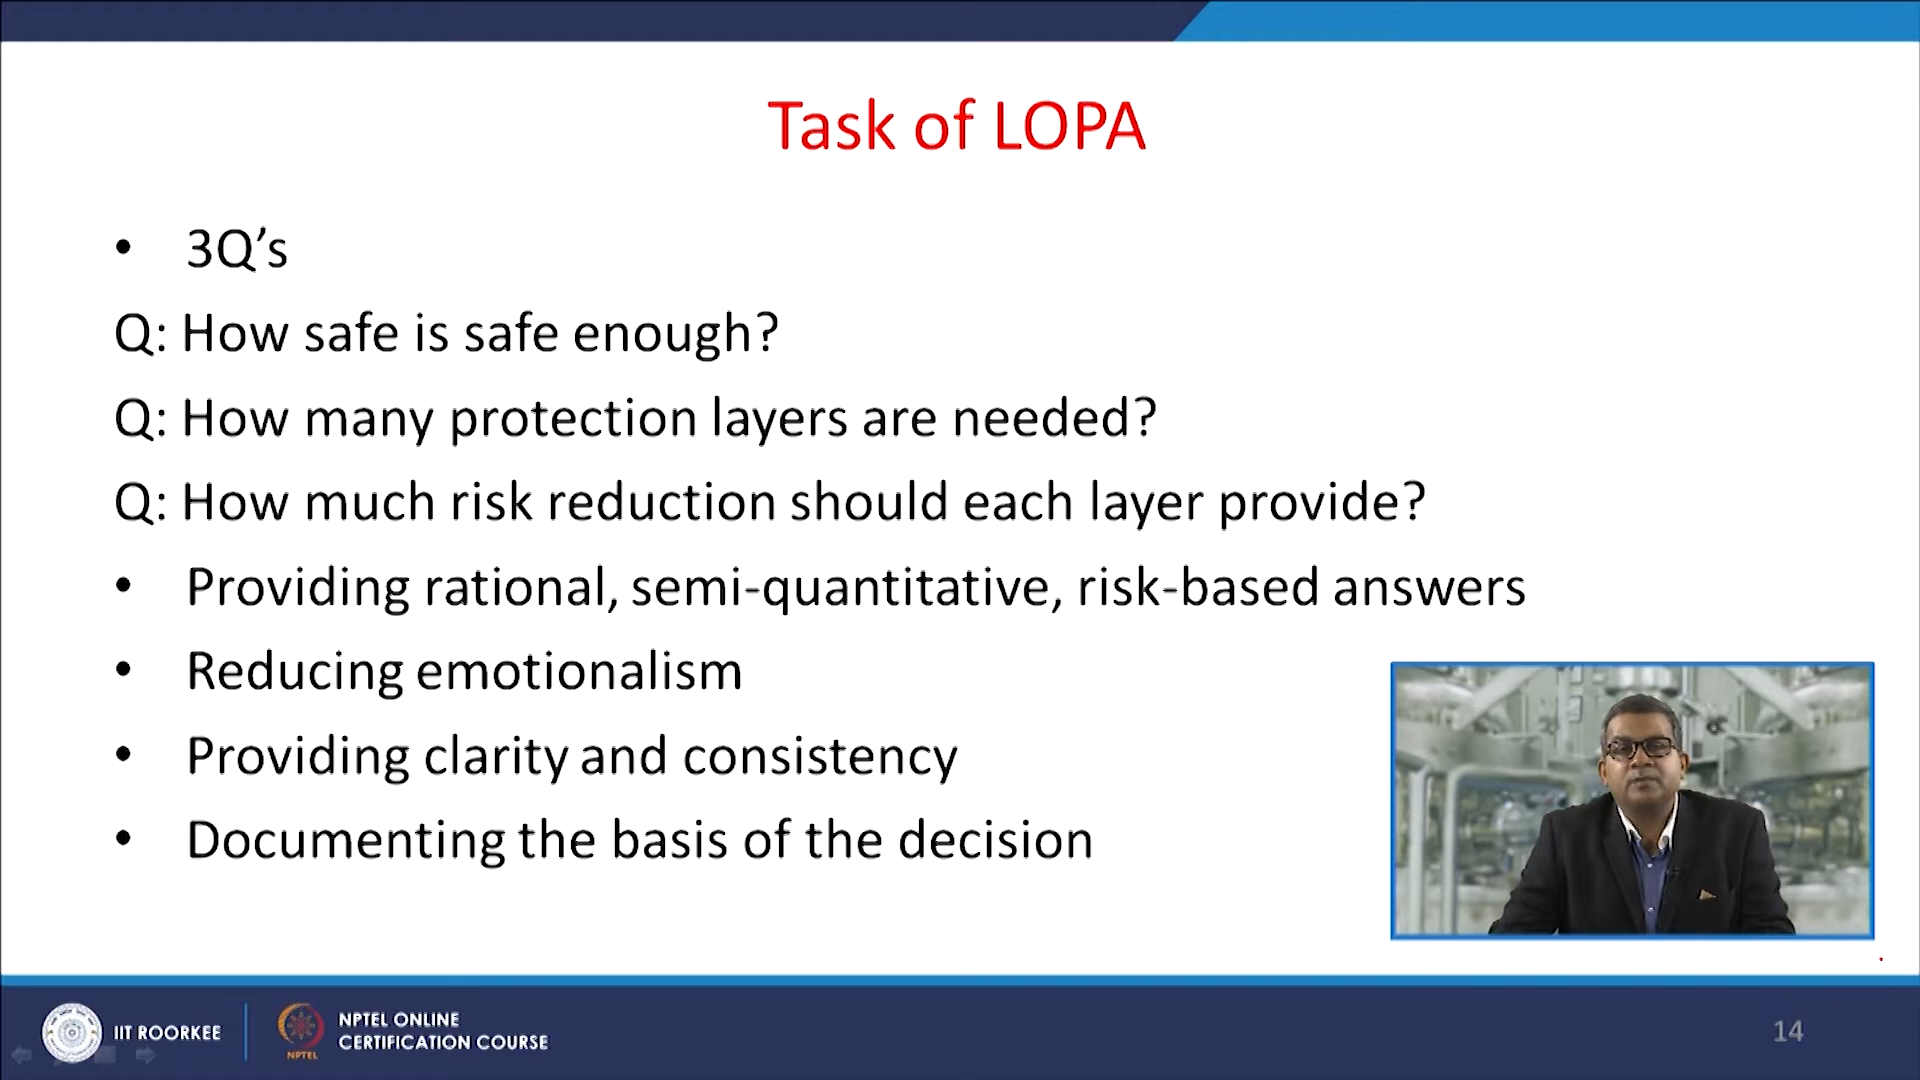 Task of LOPA
• 3Q’s
Q: How safe is safe enough?
Q: How many protection layers are needed?
Q: How much risk reduction should each layer provide?
• Providing rational, semi-quantitative, risk-based answers
• Reducing emotionalism
• Providing clarity and consistency
• Documenting the basis of the decision
IIT ROORKEE
NPTEL
NPTEL ONLINE
CERTIFICATION COURSE
14